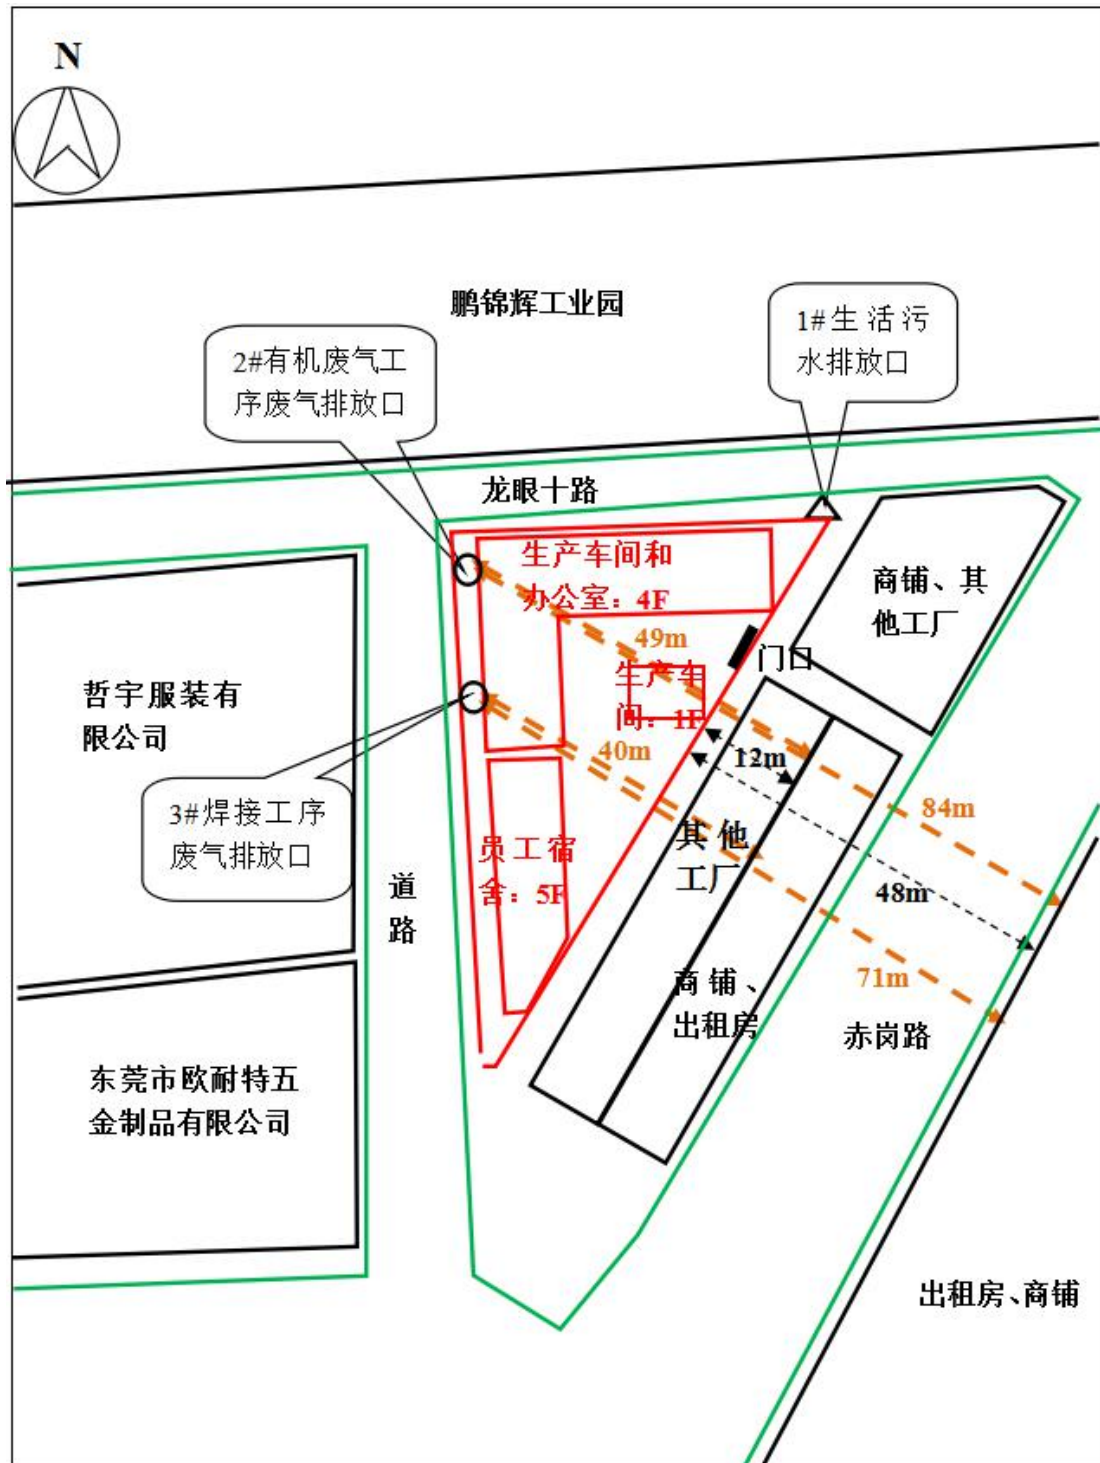 N
鹏锦辉工业园
1#生活污
水排放口
2#有机废气工
序废气排放口
龙眼十路
生产车间和
办公室：4F
商铺、其
他工厂
49m
门口
生产车
间：1F
哲宇服装有
限公司
40m
12m
3#焊接工序
废气排放口
84m
其他
工厂
员工宿
舍：5F
48m
道
路
71m
商铺、
出租房
赤岗路
东莞市欧耐特五
金制品有限公司
出租房、商铺